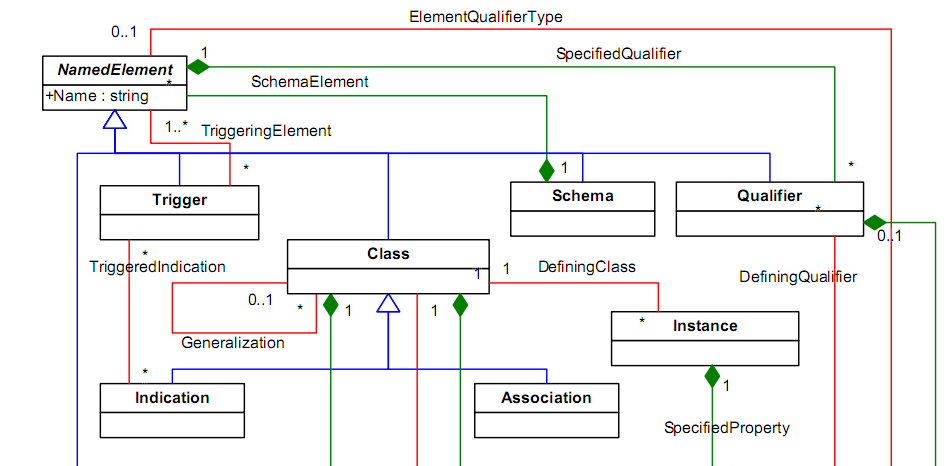 ElementQualifierType
0..1
1
SpecifiedQualifier
NamedElement
*
SchemaElement
+Name : string
1..*
TriggeringElement
*
1
*
Trigger
Schema
Qualifier
*
0..1
*
Class
TriggeredIndication
1
1
DefiningClass
DefiningQualifier
0..1
*
1
1
*
Instance
Generalization
*
1
Indication
Association
SpecifiedProperty